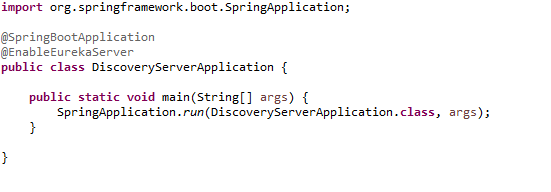 import org.springframework.boot.SpringApplication;
@SpringBootApplication
@EnableEurekaServer
public class DiscoveryServerApplication {
public static void main(String[] args) {
SpringApplication.run(DiscoveryServerApplication.class, args);
}
}